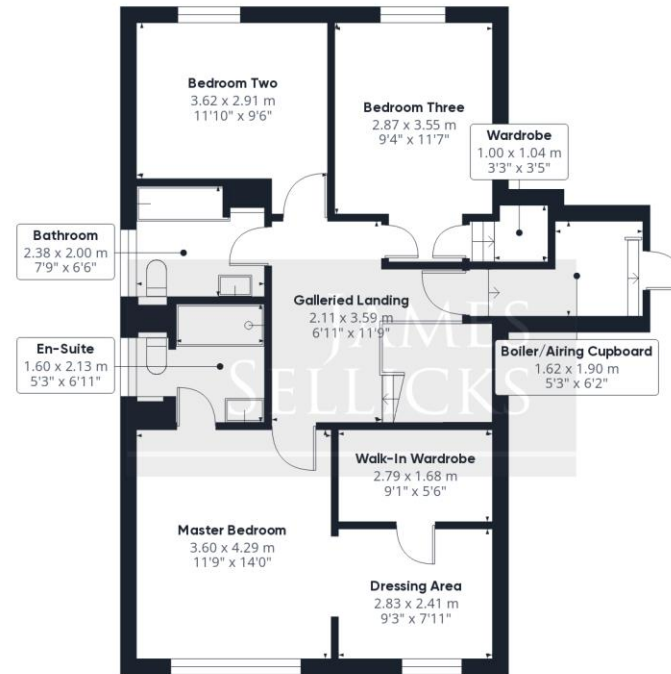 Bedroom Two
3.62 x 2.91 m
11'10" x 9'6"
Bedroom Three
2.87 x 3.55 m
9'4" x 11'7"
Wardrobe
1.00 x 1.04 m
3'3" x 3'5"
Bathroom
2.38 x 2.00 m
7'9" x 6'6"
Galleried Landing
2.11 x 3.59 m
6'11" x 11'9"
JAMES
SELLICKS
En-Suite
1.60 x 2.13 m
5'3" x 6'11"
Boiler/Airing Cupboard
1.62 x 1.90 m
5'3" x 6'2"
Walk-In Wardrobe
2.79 x 1.68 m
9'1" x 5'6"
Master Bedroom
3.60 x 4.29 m
11'9" x 14'0"
Dressing Area
2.83 x 2.41 m
9'3" x 7'11"